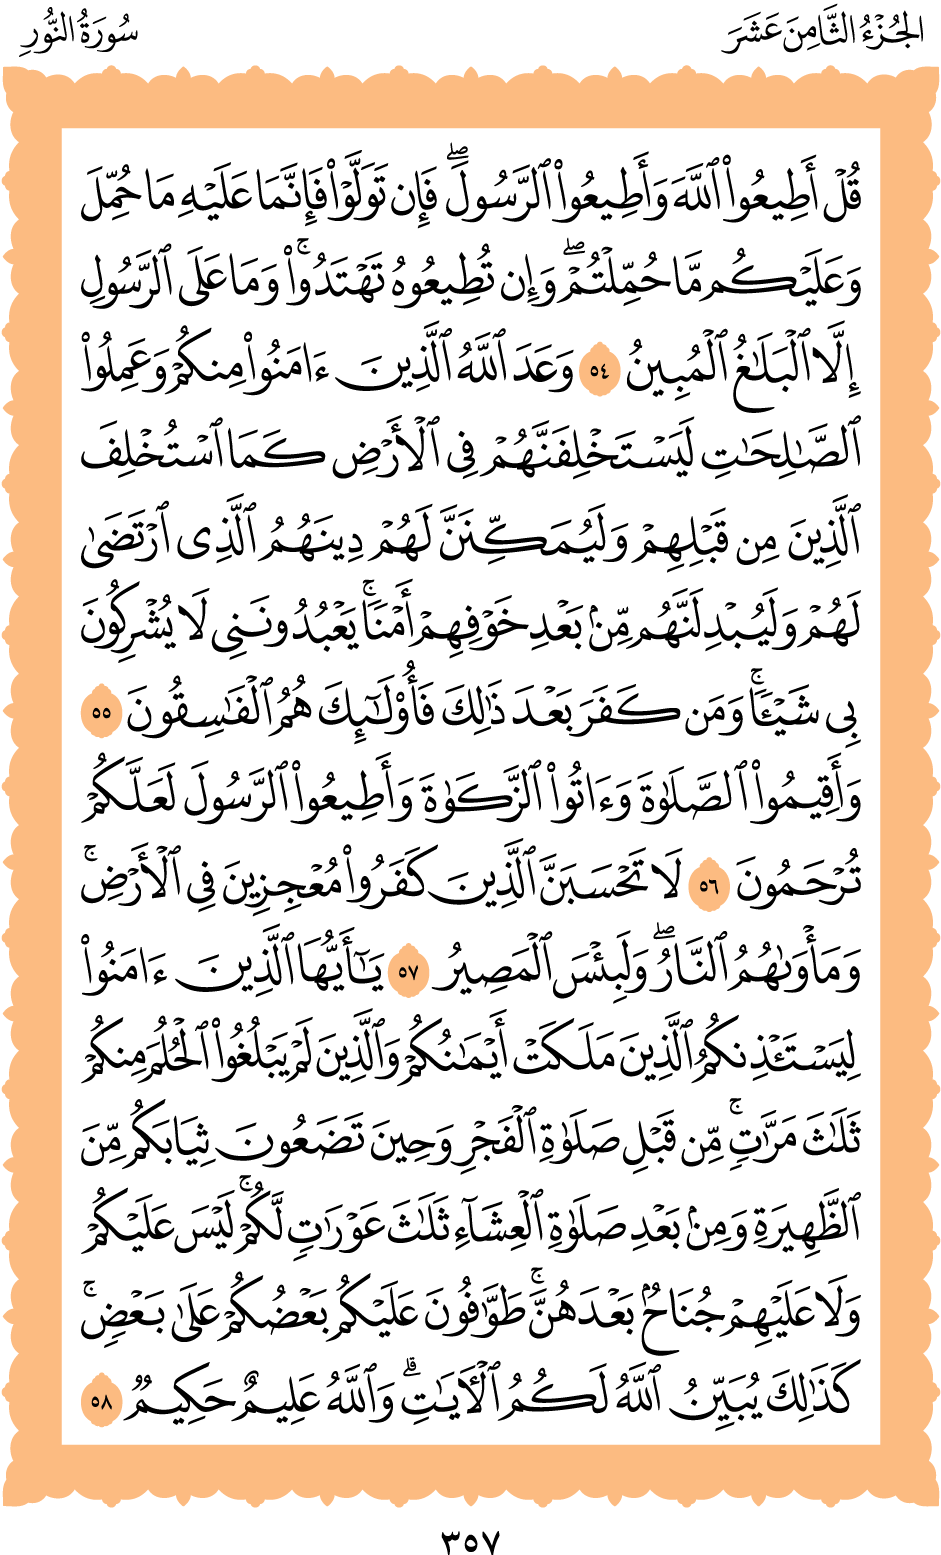 الجُزْءُ الثَّامِنَ عَشَرَ
سُورَةُ النُّورِ
قُلْ أَطِيعُوا۟ ٱللَّهَ وَأَطِيعُوا۟ ٱلرَّسُولَۖ فَإِن تَوَلَّوْا۟ فَإِنَّمَا عَلَيْهِ مَا حُمِّلَ
وَعَلَيْكُم مَّا حُمِّلْتُمْۖ وَإِن تُطِيعُوهُ تَهْتَدُوا۟ۚ وَمَا عَلَى ٱلرَّسُولِ
إِلَّا ٱلْبَلَٰغُ ٱلْمُبِينُ ٥٤ وَعَدَ ٱللَّهُ ٱلَّذِينَ ءَامَنُوا۟ مِنكُمْ وَعَمِلُوا۟
ٱلصَّٰلِحَٰتِ لَيَسْتَخْلِفَنَّهُمْ فِى ٱلْأَرْضِ كَمَا ٱسْتَخْلَفَ
ٱلَّذِينَ مِن قَبْلِهِمْ وَلَيُمَكِّنَنَّ لَهُمْ دِينَهُمُ ٱلَّذِى ٱرْتَضَىٰ
لَهُمْ وَلَيُبْدِلَنَّهُم مِّنۢ بَعْدِ خَوْفِهِمْ أَمْنًاۚ يَعْبُدُونَنِى لَا يُشْرِكُونَ
بِى شَيْـًٔاۚ وَمَن كَفَرَ بَعْدَ ذَٰلِكَ فَأُو۟لَٰٓئِكَ هُمُ ٱلْفَٰسِقُونَ ٥٥
وَأَقِيمُوا۟ ٱلصَّلَوٰةَ وَءَاتُوا۟ ٱلزَّكَوٰةَ وَأَطِيعُوا۟ ٱلرَّسُولَ لَعَلَّكُمْ
تُرْحَمُونَ ٥٦ لَا تَحْسَبَنَّ ٱلَّذِينَ كَفَرُوا۟ مُعْجِزِينَ فِى ٱلْأَرْضِۚ
وَمَأْوَىٰهُمُ ٱلنَّارُۖ وَلَبِئْسَ ٱلْمَصِيرُ ٥٧ يَٰٓأَيُّهَا ٱلَّذِينَ ءَامَنُوا۟
لِيَسْتَـْٔذِنكُمُ ٱلَّذِينَ مَلَكَتْ أَيْمَٰنُكُمْ وَٱلَّذِينَ لَمْ يَبْلُغُوا۟ ٱلْحُلُمَ مِنكُمْ
ثَلَٰثَ مَرَّٰتٍۚ مِّن قَبْلِ صَلَوٰةِ ٱلْفَجْرِ وَحِينَ تَضَعُونَ ثِيَابَكُم مِّنَ
ٱلظَّهِيرَةِ وَمِنۢ بَعْدِ صَلَوٰةِ ٱلْعِشَآءِۚ ثَلَٰثُ عَوْرَٰتٍ لَّكُمْۚ لَيْسَ عَلَيْكُمْ
وَلَا عَلَيْهِمْ جُنَاحٌۢ بَعْدَهُنَّۚ طَوَّٰفُونَ عَلَيْكُم بَعْضُكُمْ عَلَىٰ بَعْضٍۚ
كَذَٰلِكَ يُبَيِّنُ ٱللَّهُ لَكُمُ ٱلْـَٔايَٰتِۗ وَٱللَّهُ عَلِيمٌ حَكِيمٌ ٥٨
٣٥٧